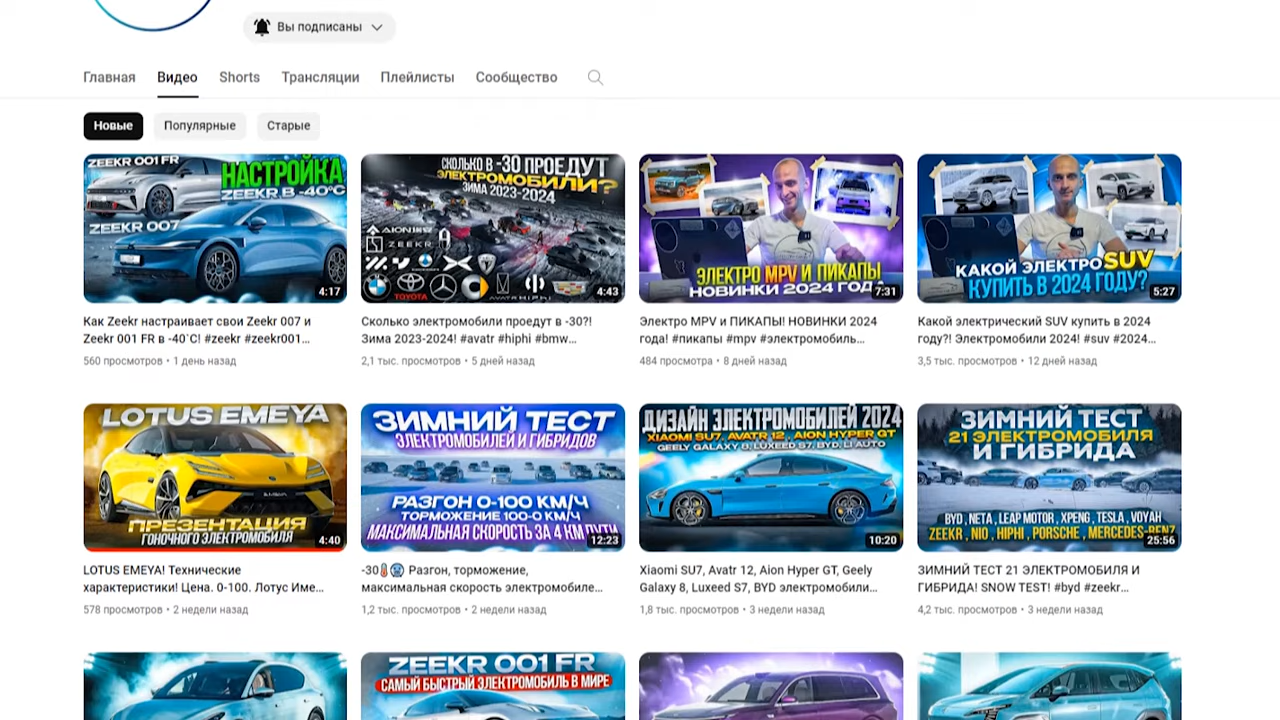 Вы подписаны
Главная
Видео
Shorts
Трансляции
Плейлисты
Сообщество
Новые
Популярные
Старые
ZEEKR 001 FR
НАСТРОЙКА
ZEEKR В -40°C
ZEEKR 007
4:17
СКОЛЬКО В -30 ПРОЕДУТ
ЭЛЕКТРОМОБИЛИ?
ЗИМА 2023-2024
AION
ZEEKR
TOYOTA
AVATR
HIPHI
4:43
ЭЛЕКТРО MPV И ПИКАПЫ
НОВИНКИ 2024 ГОДА
7:31
КАКОЙ ЭЛЕКТРО SUV
КУПИТЬ В 2024 ГОДУ?
5:27
Как Zeekr настраивает свои Zeekr 007 и
Zeekr 001 FR в -40`C! #zeekr #zeekr001...
560 просмотров • 1 день назад
Сколько электромобили проедут в -30?!
Зима 2023-2024! #avatr #hiphi #bmw...
2,1 тыс. просмотров • 5 дней назад
Электро MPV и ПИКАПЫ! НОВИНКИ 2024
года! #пикапы #mpv #электромобиль...
484 просмотра • 8 дней назад
Какой электрический SUV купить в 2024
году?! Электромобили 2024! #suv #2024...
3,5 тыс. просмотров • 12 дней назад
LOTUS EMEYA
ПРЕЗЕНТАЦИЯ
ГОНОЧНОГО ЭЛЕКТРОМОБИЛЯ
4:40
ЗИМНИЙ ТЕСТ
ЭЛЕКТРОМОБИЛЕЙ И ГИБРИДОВ
РАЗГОН 0-100 КМ/Ч
ТОРМОЖЕНИЕ 100-0 КМ/Ч
МАКСИМАЛЬНАЯ СКОРОСТЬ ЗА 4 КМ ПУТИ
12:23
ДИЗАЙН ЭЛЕКТРОМОБИЛЕЙ 2024
XIAOMI SU7, AVATR 12, AION HYPER GT
GEELY GALAXY 8, LUXEED S7, BYD, LI AUTO
10:20
ЗИМНИЙ ТЕСТ
21 ЭЛЕКТРОМОБИЛЯ
И ГИБРИДА
BYD, NETA, LEAP MOTOR, XPENG, TESLA, VOYAH
ZEEKR, NIO, HIPHI, PORSCHE, MERCEDES-BENZ
25:56
LOTUS EMEYA! Технические
характеристики! Цена. 0-100. Лотус Име...
578 просмотров • 2 недели назад
-30🌡️🥶 Разгон, торможение,
максимальная скорость электромобиле...
1,2 тыс. просмотров • 2 недели назад
Xiaomi SU7, Avatr 12, Aion Hyper GT, Geely
Galaxy 8, Luxeed S7, BYD электромобили...
1,8 тыс. просмотров • 3 недели назад
ЗИМНИЙ ТЕСТ 21 ЭЛЕКТРОМОБИЛЯ И
ГИБРИДА! SNOW TEST! #byd #zeekr...
4,2 тыс. просмотров • 3 недели назад
ZEEKR 001 FR
САМЫЙ БЫСТРЫЙ ЭЛЕКТРОМОБИЛЬ В МИРЕ